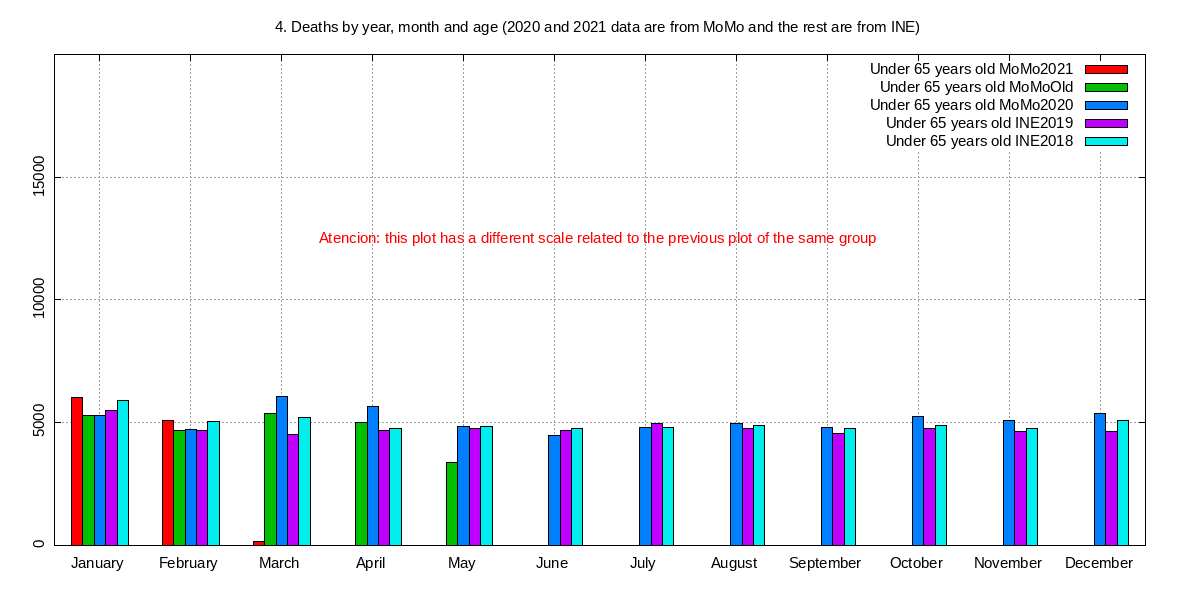 4. Deaths by year, month and age (2020 and 2021 data are from MoMo and the rest are from INE)
Under 65 years old MoMo2021
Under 65 years old MoMoOld
Under 65 years old MoMo2020
Under 65 years old INE2019
Under 65 years old INE2018
15000
Atencion: this plot has a different scale related to the previous plot of the same group
10000
5000
0
January February March April May June July August September October November December